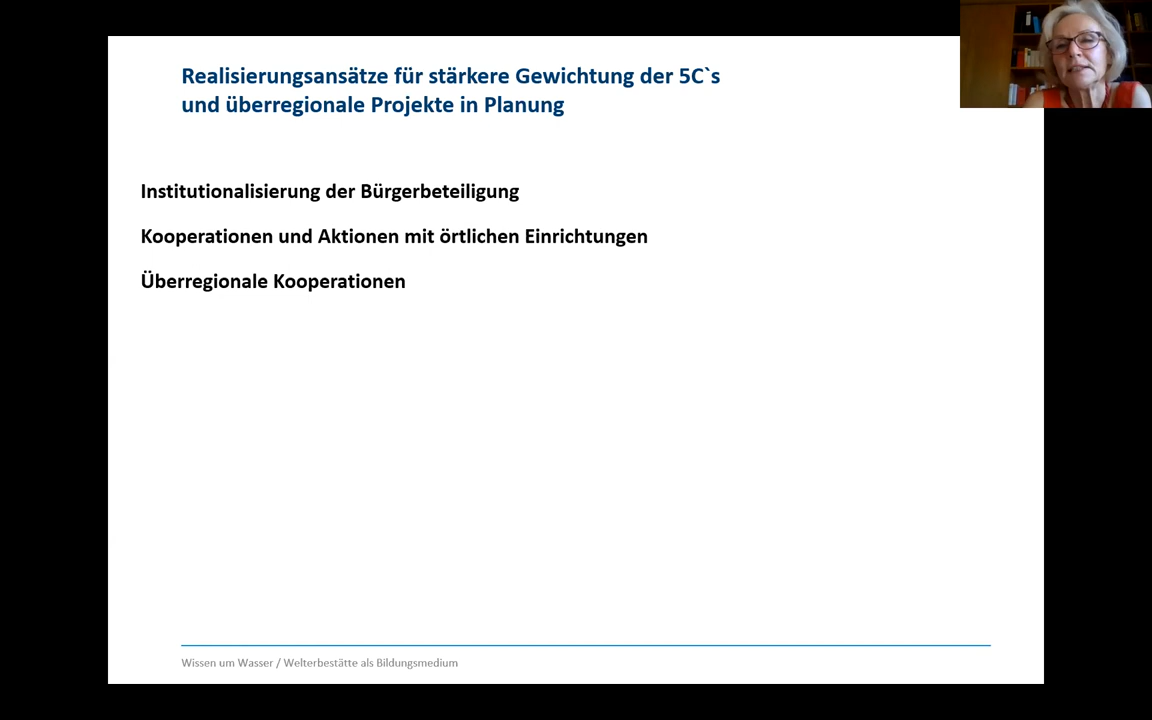 Realisierungsansätze für stärkere Gewichtung der 5C`s
und überregionale Projekte in Planung
Institutionalisierung der Bürgerbeteiligung
Kooperationen und Aktionen mit örtlichen Einrichtungen
Überregionale Kooperationen
Wissen um Wasser / Welterbestätte als Bildungsmedium